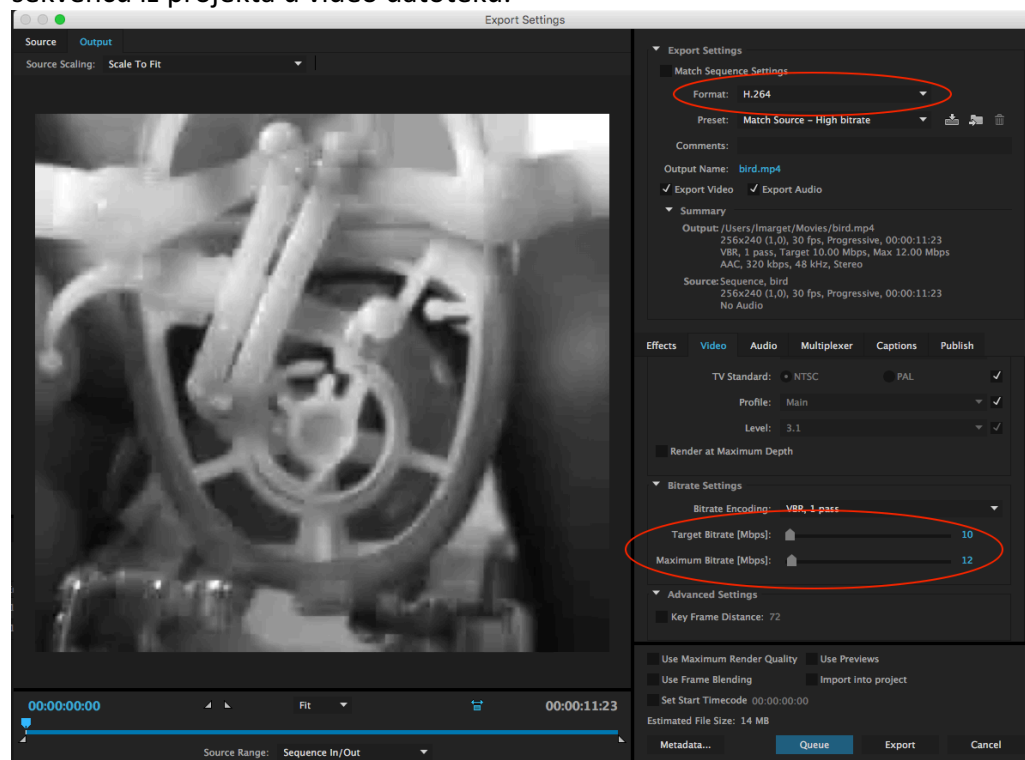 sekvencu iz projekta u video datoteku.
Export Settings
Source Output
Source Scaling: Scale To Fit
00:00:00:00 Fit 00:00:11:23
Source Range: Sequence In/Out
Export Settings
Match Sequence Settings
Format: H.264
Preset: Match Source – High bitrate
Comments:
Output Name: bird.mp4
Export Video Export Audio
Summary
Output: /Users/lmarget/Movies/bird.mp4
256x240 (1,0), 30 fps, Progressive, 00:00:11:23
VBR, 1 pass, Target 10.00 Mbps, Max 12.00 Mbps
AAC, 320 kbps, 48 kHz, Stereo
Source: Sequence, bird
256x240 (1,0), 30 fps, Progressive, 00:00:11:23
No Audio
Effects Video Audio Multiplexer Captions Publish
TV Standard: NTSC PAL
Profile: Main
Level: 3.1
Render at Maximum Depth
Bitrate Settings
Bitrate Encoding: VBR, 1 pass
Target Bitrate [Mbps]: 10
Maximum Bitrate [Mbps]: 12
Advanced Settings
Key Frame Distance: 72
Use Maximum Render Quality Use Previews
Use Frame Blending Import into project
Set Start Timecode 00:00:00:00
Estimated File Size: 14 MB
Metadata... Queue Export Cancel